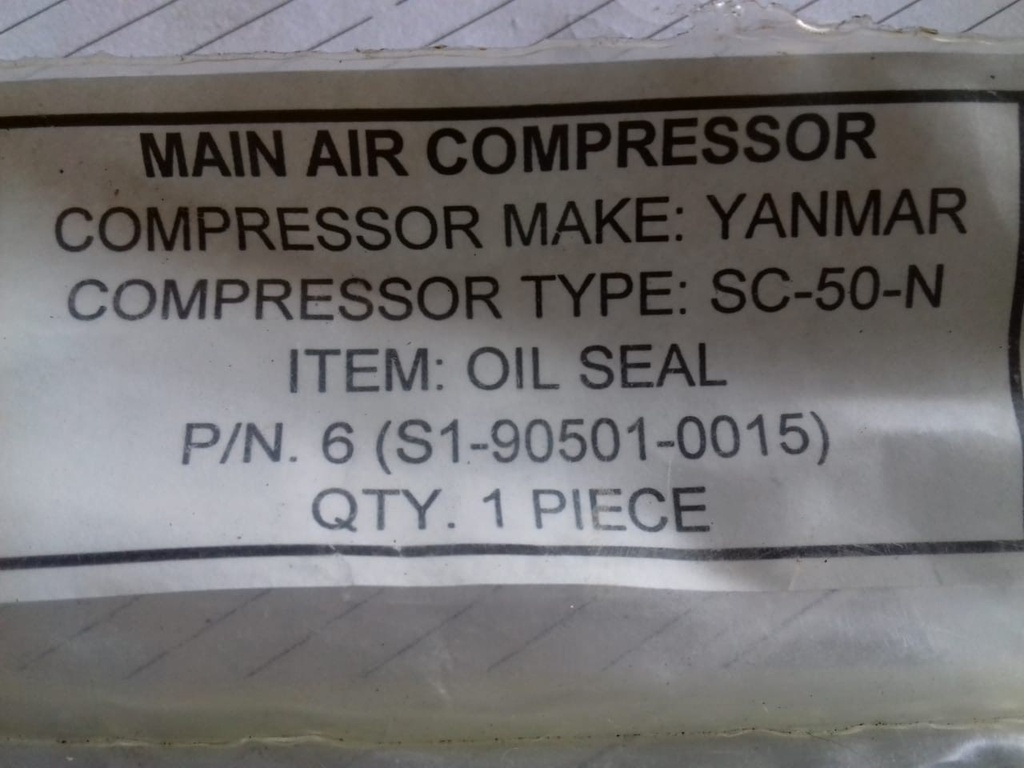 MAIN AIR COMPRESSOR
COMPRESSOR MAKE: YANMAR
COMPRESSOR TYPE: SC-50-N
ITEM: OIL SEAL
P/N. 6 (S1-90501-0015)
QTY. 1 PIECE